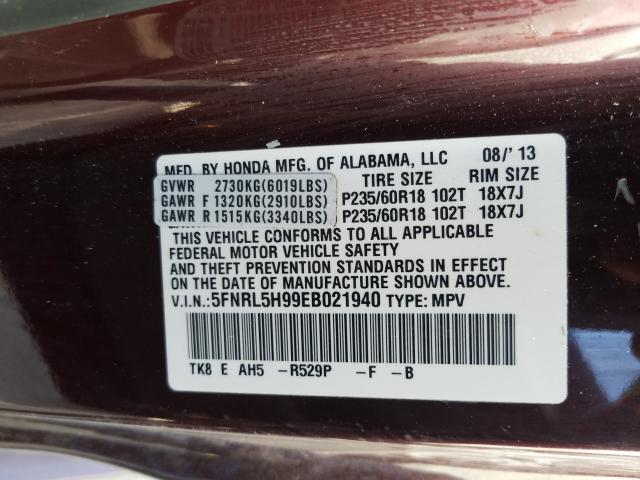 MFD. BY HONDA MFG. OF ALABAMA, LLC 08/'13
TIRE SIZE RIM SIZE
GVWR 2730KG(6019LBS)
GAWR F 1320KG(2910LBS) P235/60R18 102T 18X7J
GAWR R 1515KG(3340LBS) P235/60R18 102T 18X7J
THIS VEHICLE CONFORMS TO ALL APPLICABLE
FEDERAL MOTOR VEHICLE SAFETY
AND THEFT PREVENTION STANDARDS IN EFFECT
ON THE DATE OF MANUFACTURE SHOWN ABOVE.
V.I.N.:5FNRL5H99EB021940 TYPE: MPV
TK8 E AH5 -R529P -F -B